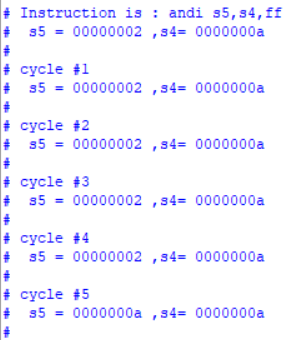 # Instruction is : andi s5,s4,ff
#  s5 = 00000002 ,s4= 0000000a
#
# cycle #1
#  s5 = 00000002 ,s4= 0000000a
#
# cycle #2
#  s5 = 00000002 ,s4= 0000000a
#
# cycle #3
#  s5 = 00000002 ,s4= 0000000a
#
# cycle #4
#  s5 = 00000002 ,s4= 0000000a
#
# cycle #5
#  s5 = 0000000a ,s4= 0000000a
#